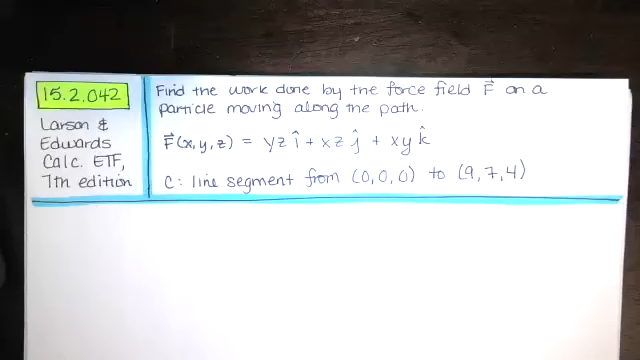 15.2.042
Larson &
Edwards
Calc. ETF,
7th edition
Find the work done by the force field F⃗ on a
particle moving along the path.
F⃗(x,y,z) = yz î + xz ĵ + xy k̂
C: line segment from (0,0,0) to (9,7,4)